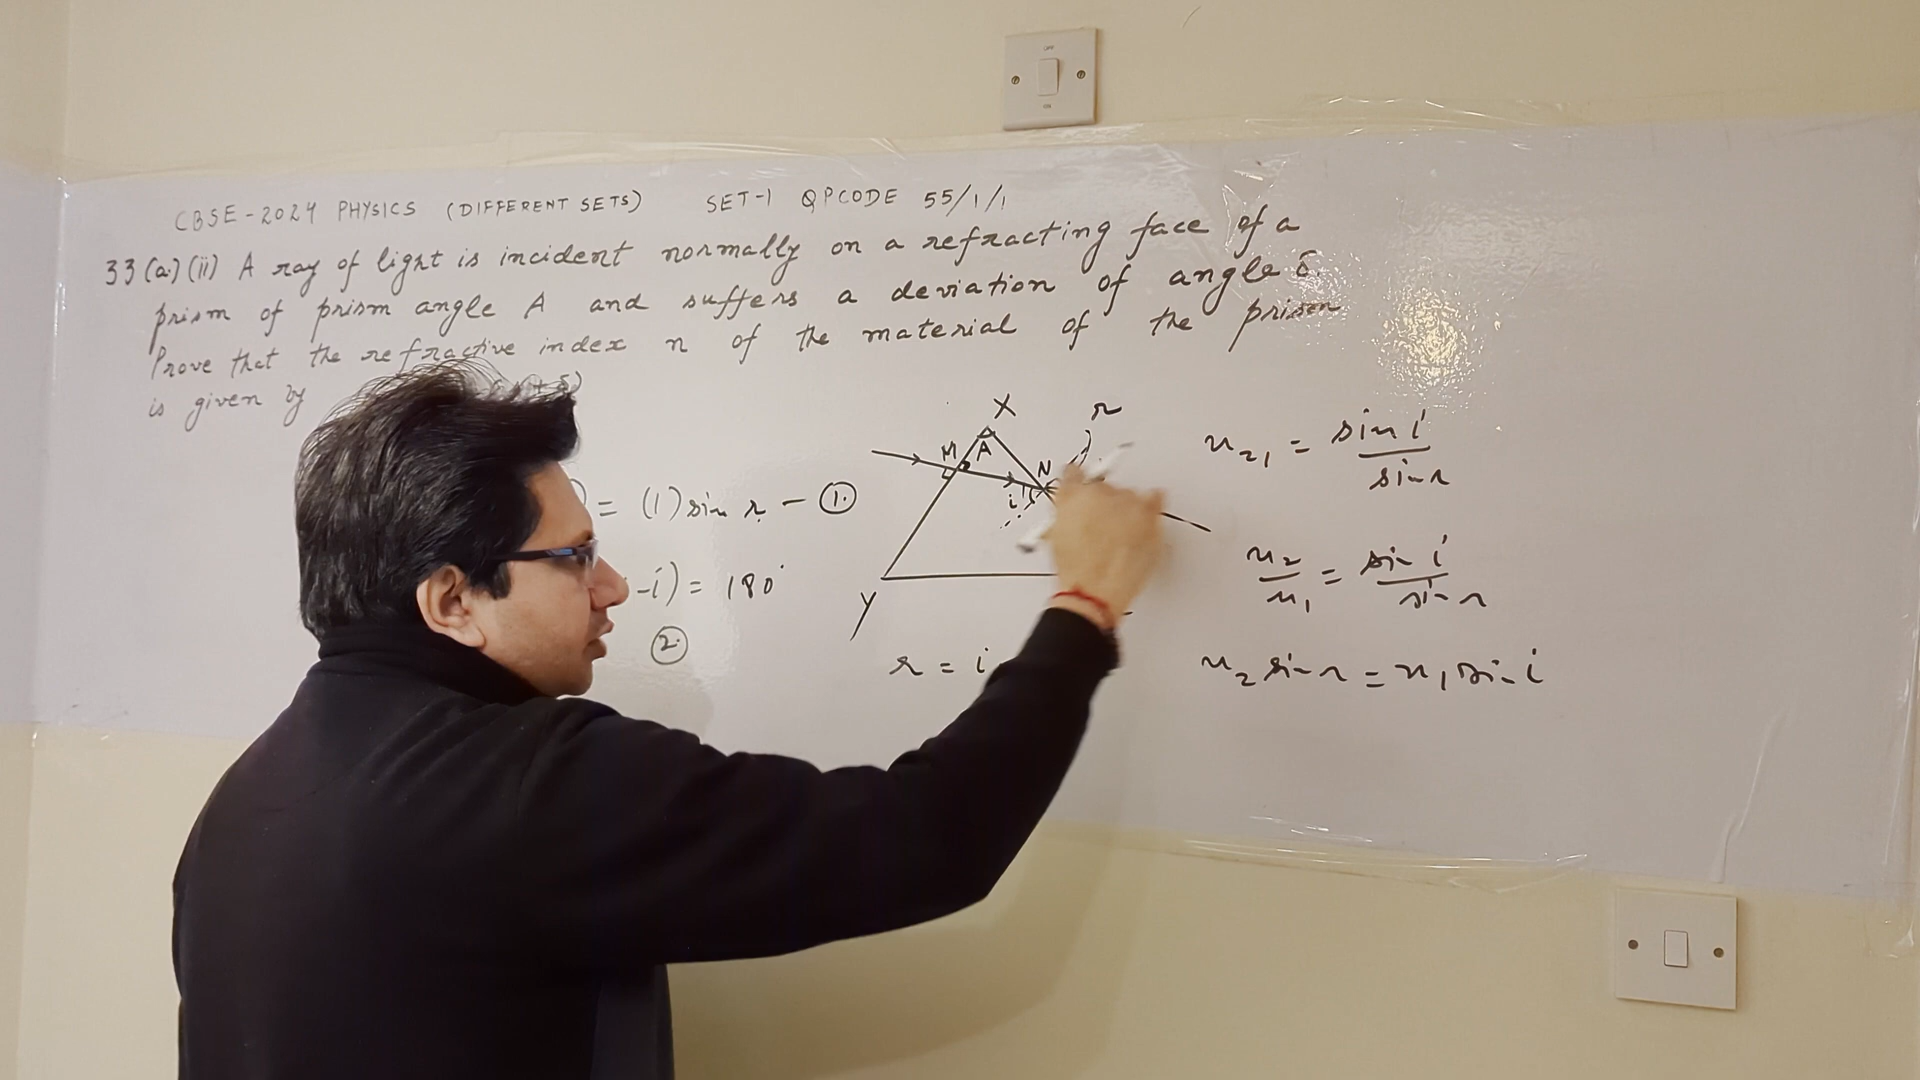 OFF
ON
CBSE-2024 PHYSICS (DIFFERENT SETS) SET-1 QPCODE 55/1/1
33(a)(ii) A ray of light is incident normally on a refracting face of a
prism of prism angle A and suffers a deviation of angle δ.
Prove that the refractive index n of the material of the prism
is given by + δ)
X
r
M A
N
i
Y
= (1) sin r - ①
-i) = 180°
②
r = i
n₂₁ = sin i / sin r
n₂/n₁ = sin i / sin r
n₂ sin r = n₁ sin i